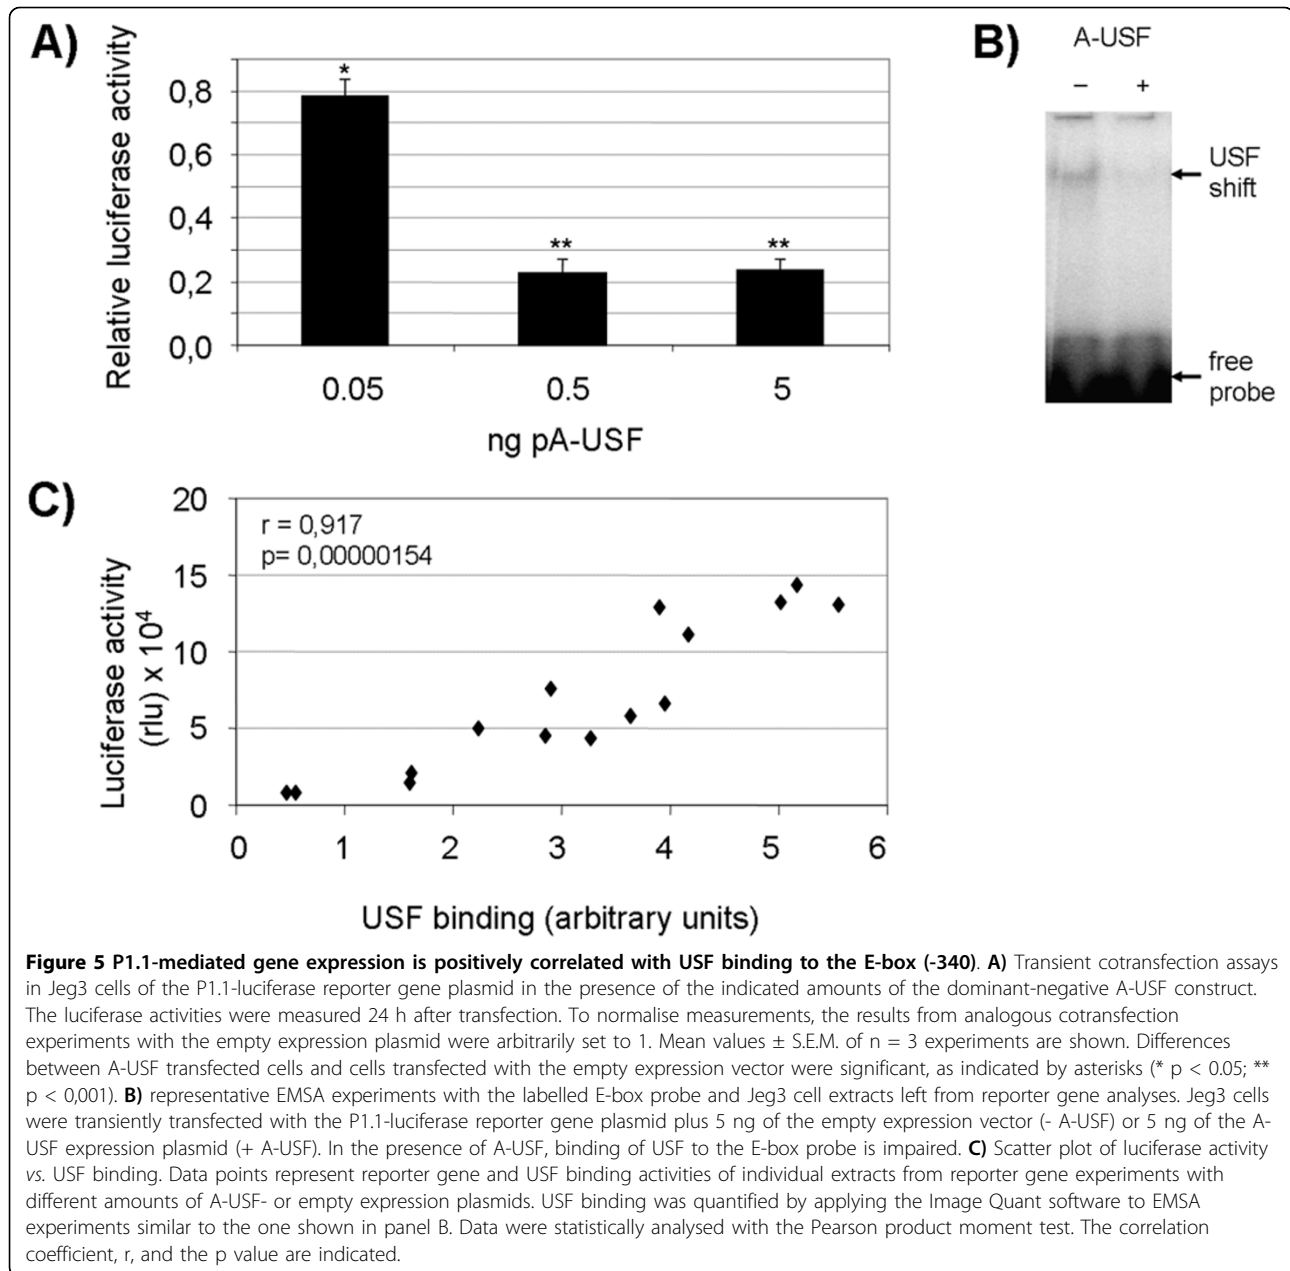 A)
Relative luciferase activity
0,8
0,6
0,4
0,2
0,0
*
**
**
0.05 0.5 5
ng pA-USF
B)
A-USF
– +
USF
shift
free
probe
C)
Luciferase activity
(rlu) x 10⁴
20
15
10
5
0
r = 0,917
p= 0,00000154
0 1 2 3 4 5 6
USF binding (arbitrary units)
Figure 5 P1.1-mediated gene expression is positively correlated with USF binding to the E-box (-340). A) Transient cotransfection assays
in Jeg3 cells of the P1.1-luciferase reporter gene plasmid in the presence of the indicated amounts of the dominant-negative A-USF construct.
The luciferase activities were measured 24 h after transfection. To normalise measurements, the results from analogous cotransfection
experiments with the empty expression plasmid were arbitrarily set to 1. Mean values ± S.E.M. of n = 3 experiments are shown. Differences
between A-USF transfected cells and cells transfected with the empty expression vector were significant, as indicated by asterisks (* p < 0.05; **
p < 0,001). B) representative EMSA experiments with the labelled E-box probe and Jeg3 cell extracts left from reporter gene analyses. Jeg3 cells
were transiently transfected with the P1.1-luciferase reporter gene plasmid plus 5 ng of the empty expression vector (- A-USF) or 5 ng of the A-
USF expression plasmid (+ A-USF). In the presence of A-USF, binding of USF to the E-box probe is impaired. C) Scatter plot of luciferase activity
vs. USF binding. Data points represent reporter gene and USF binding activities of individual extracts from reporter gene experiments with
different amounts of A-USF- or empty expression plasmids. USF binding was quantified by applying the Image Quant software to EMSA
experiments similar to the one shown in panel B. Data were statistically analysed with the Pearson product moment test. The correlation
coefficient, r, and the p value are indicated.